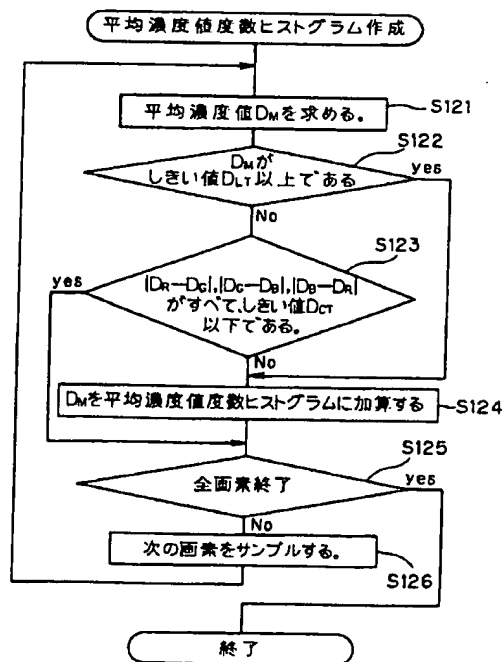 平均濃度値度数ヒストグラム作成
平均濃度値DMを求める。
S121
DMが
しきい値DLT以上である
S122
yes
No
S123
yes
|DR—DG|,|DG—DB|,|DB—DR|
がすべて、しきい値DCT
以下である。
No
DMを平均濃度値度数ヒストグラムに加算する
S124
S125
全画素終了
yes
No
次の画素をサンプルする。
S126
終了